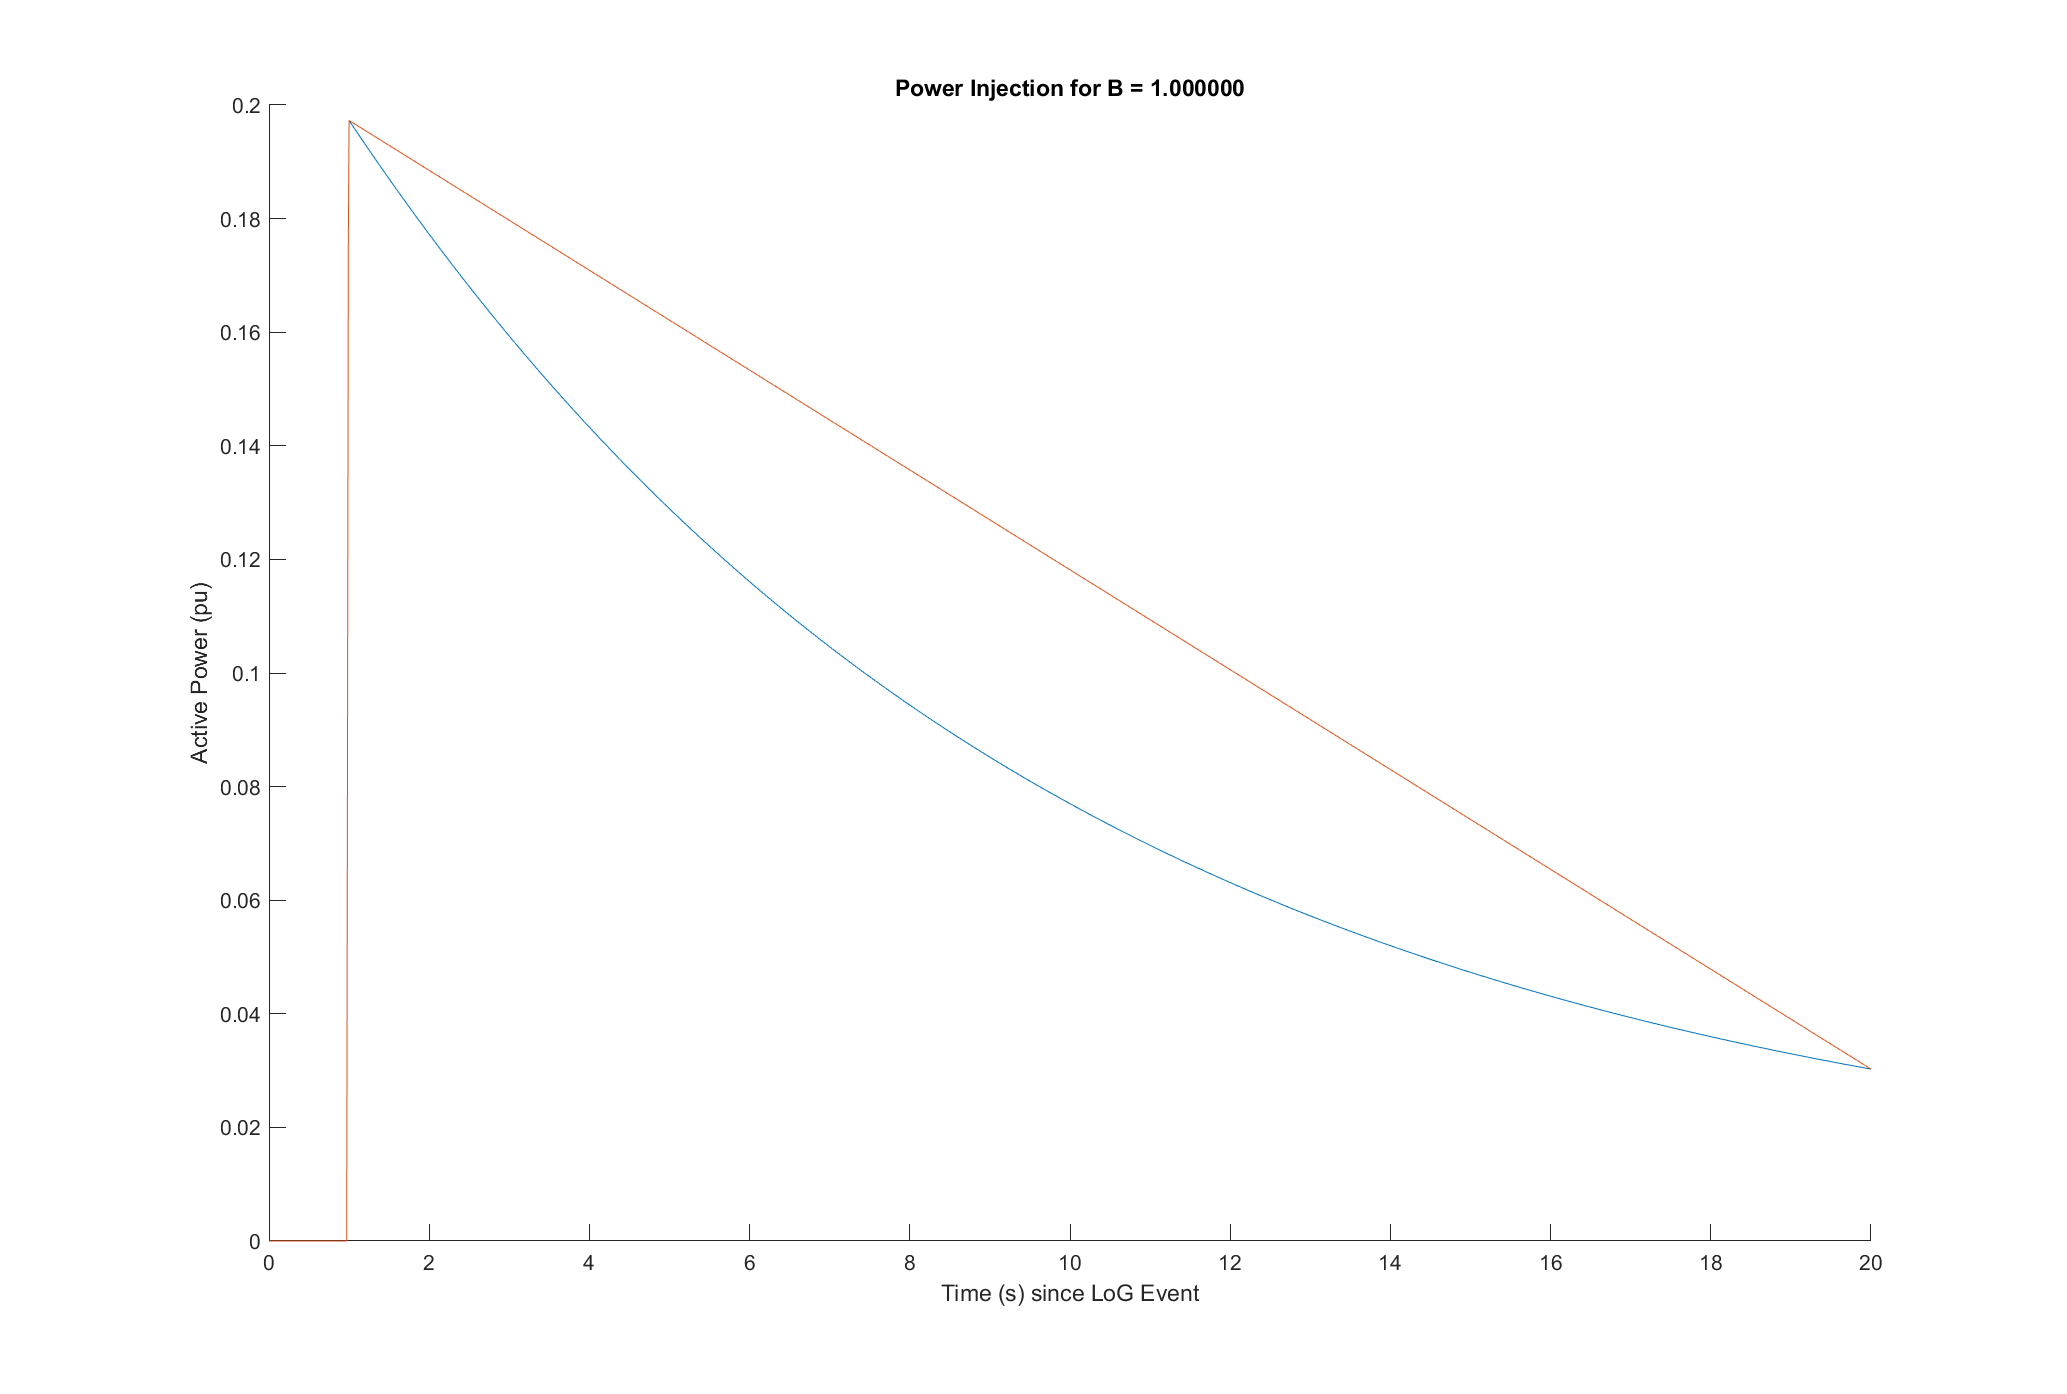 Power Injection for B = 1.000000
0.2
0.18
0.16
0.14
0.12
0.1
0.08
0.06
0.04
0.02
0
Active Power (pu)
0 2 4 6 8 10 12 14 16 18 20
Time (s) since LoG Event